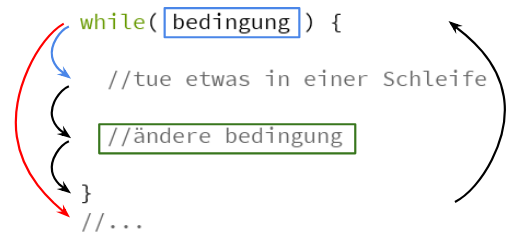 while( bedingung ) {
//tue etwas in einer Schleife
//ändere bedingung
}
//...